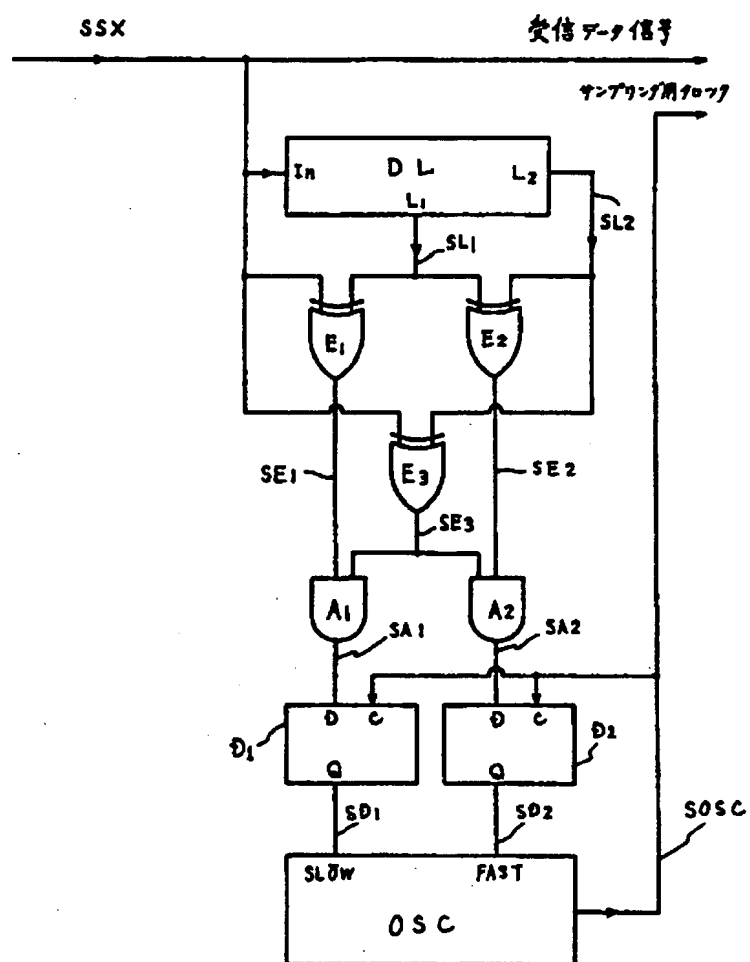 SSX 受信データ信号
サンプリング用クロック
In DL L2
L1
SL2
SL1
E1 E2
E3
SE1 SE2
SE3
A1 A2
SA1 SA2
D C D C
D1 D2
Q Q
SD1 SD2 SOSC
SLOW FAST
OSC